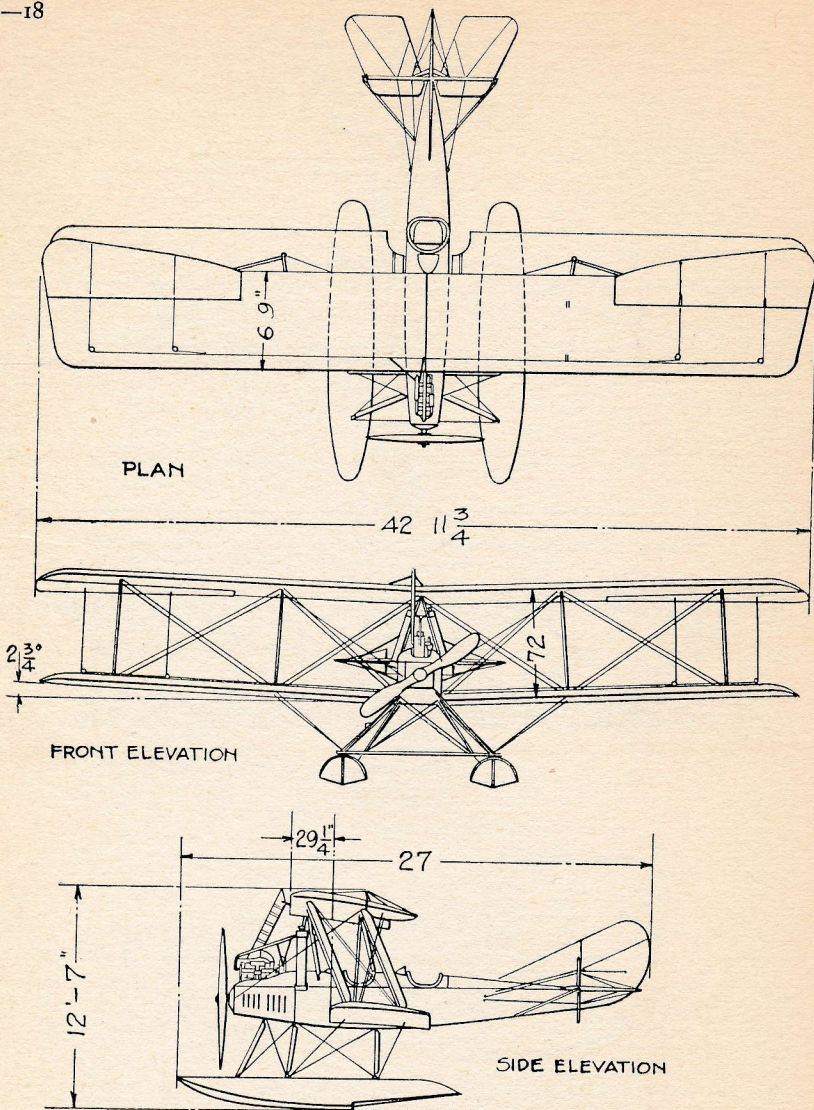 —18
6 9"
PLAN
42 11 3/4
72
2 3/4°
FRONT ELEVATION
29 1/4"
27
12'-7"
SIDE ELEVATION